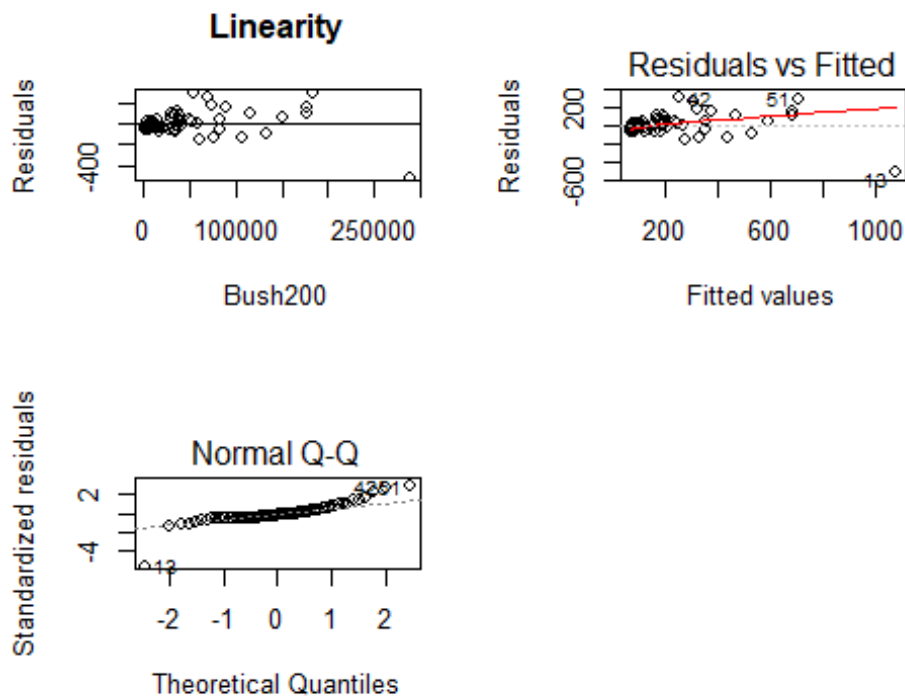 Linearity
Residuals
-400
0 100000 250000
Bush200
Residuals vs Fitted
Residuals
200
-600
42
51
13
200 600 1000
Fitted values
Normal Q-Q
Standardized residuals
2
-4
13
-2 -1 0 1 2
Theoretical Quantiles